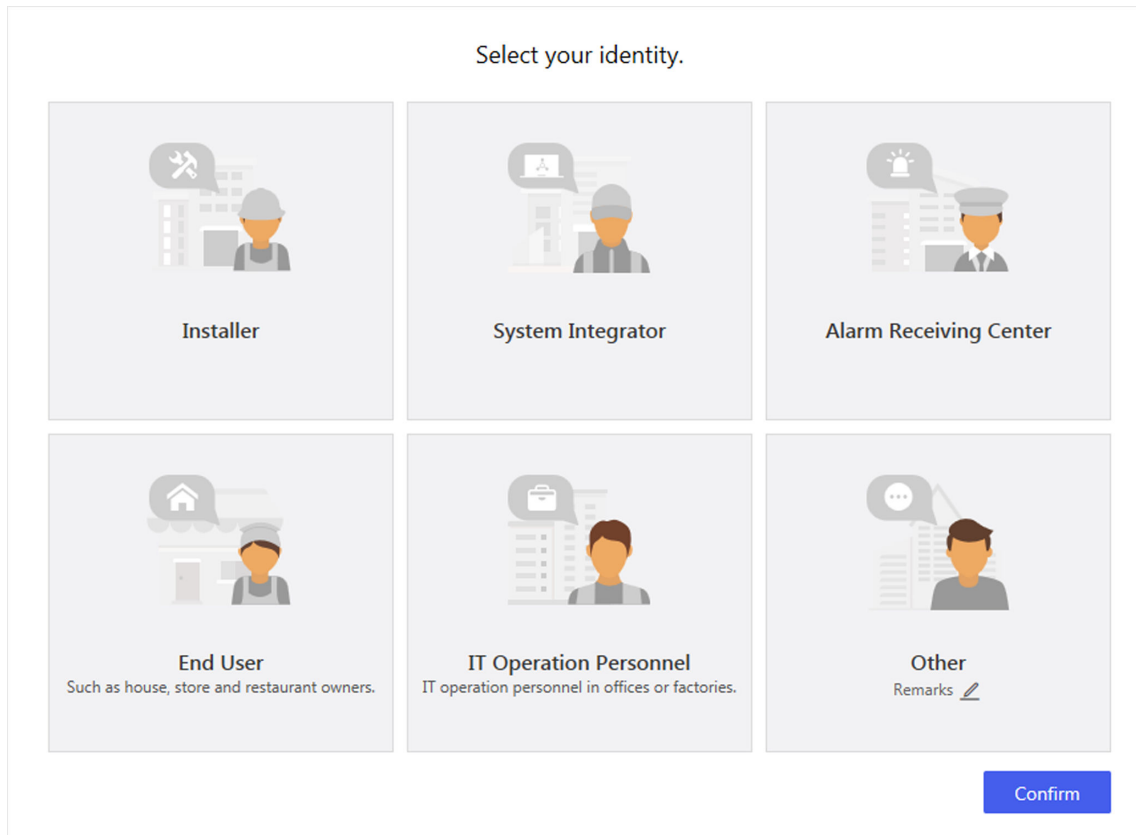 Select your identity.
Installer
System Integrator
Alarm Receiving Center
End User
Such as house, store and restaurant owners.
IT Operation Personnel
IT operation personnel in offices or factories.
Other
Remarks
Confirm